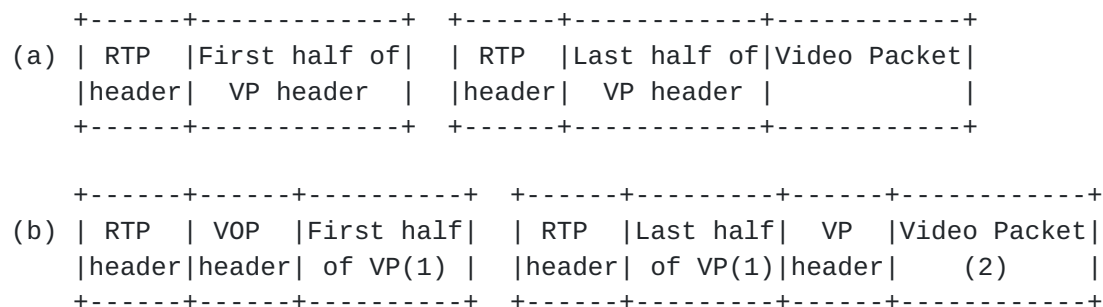 +------+-------------+  +------+------------+------------+
(a) | RTP  |First half of|  | RTP  |Last half of|Video Packet|
    |header|  VP header  |  |header|  VP header |            |
    +------+-------------+  +------+------------+------------+

    +------+------+----------+  +------+---------+------+------------+
(b) | RTP  | VOP  |First half|  | RTP  |Last half|  VP  |Video Packet|
    |header|header| of VP(1) |  |header| of VP(1)|header|    (2)     |
    +------+------+----------+  +------+---------+------+------------+